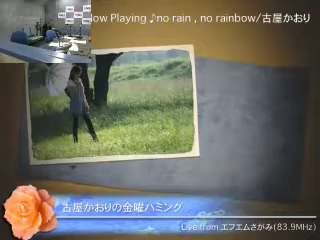 low Playing ♪no rain , no rainbow/古屋かおり
古屋かおりの金曜ハミング
Live from エフエムさがみ(83.9MHz)